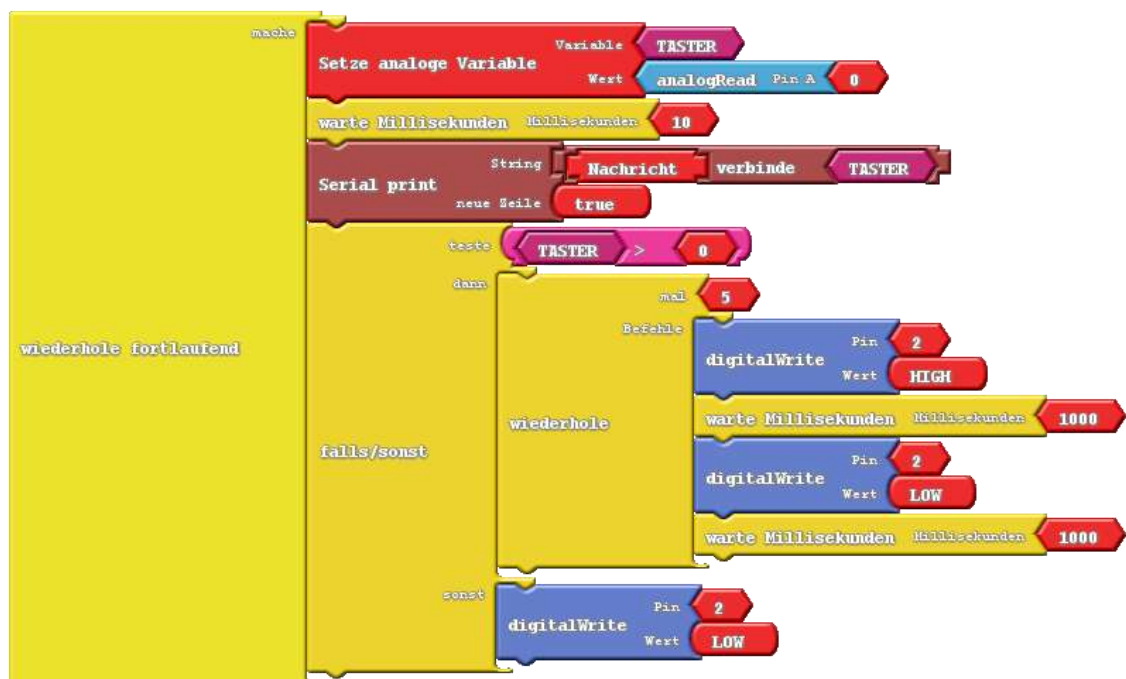 mache
Setze analoge Variable
Variable TASTER
Wert analogRead Pin A 0
warte Millisekunden Millisekunden 10
Serial print
String Nachricht verbinde TASTER
neue Zeile true
teste TASTER > 0
dann
mal 5
Befehle
digitalWrite
Pin 2
Wert HIGH
wiederhole fortlaufend
falls/sonst
wiederhole
warte Millisekunden Millisekunden 1000
digitalWrite
Pin 2
Wert LOW
warte Millisekunden Millisekunden 1000
sonst
digitalWrite
Pin 2
Wert LOW